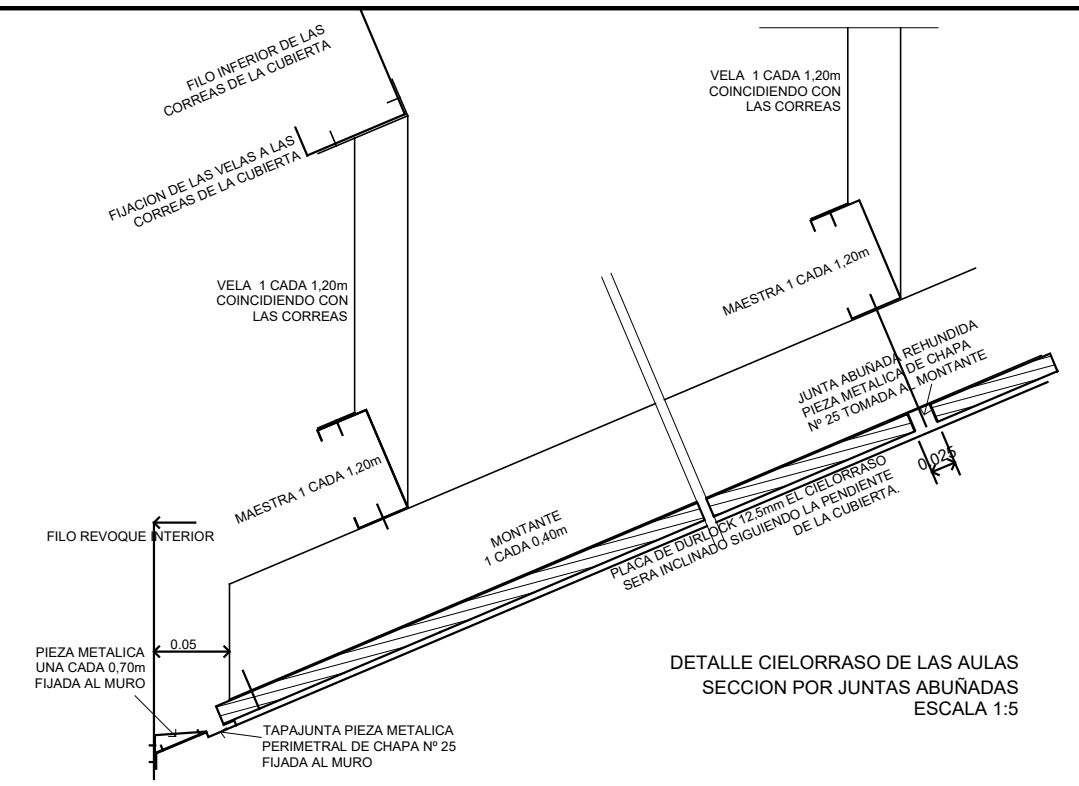 FILO INFERIOR DE LAS
CORREAS DE LA CUBIERTA
FIJACION DE LAS VELAS A LAS
CORREAS DE LA CUBIERTA
VELA 1 CADA 1,20m
COINCIDIENDO CON
LAS CORREAS
VELA 1 CADA 1,20m
COINCIDIENDO CON
LAS CORREAS
MAESTRA 1 CADA 1,20m
JUNTA ABUÑADA REHUNDIDA
PIEZA METALICA DE CHAPA
Nº 25 TOMADA AL MONTANTE
0,025
MAESTRA 1 CADA 1,20m
MONTANTE
1 CADA 0,40m
PLACA DE DURLOCK 12,5mm EL CIELORRASO
SERA INCLINADO SIGUIENDO LA PENDIENTE
DE LA CUBIERTA.
FILO REVOQUE INTERIOR
0.05
PIEZA METALICA
UNA CADA 0,70m
FIJADA AL MURO
TAPAJUNTA PIEZA METALICA
PERIMETRAL DE CHAPA Nº 25
FIJADA AL MURO
DETALLE CIELORRASO DE LAS AULAS
SECCION POR JUNTAS ABUÑADAS
ESCALA 1:5